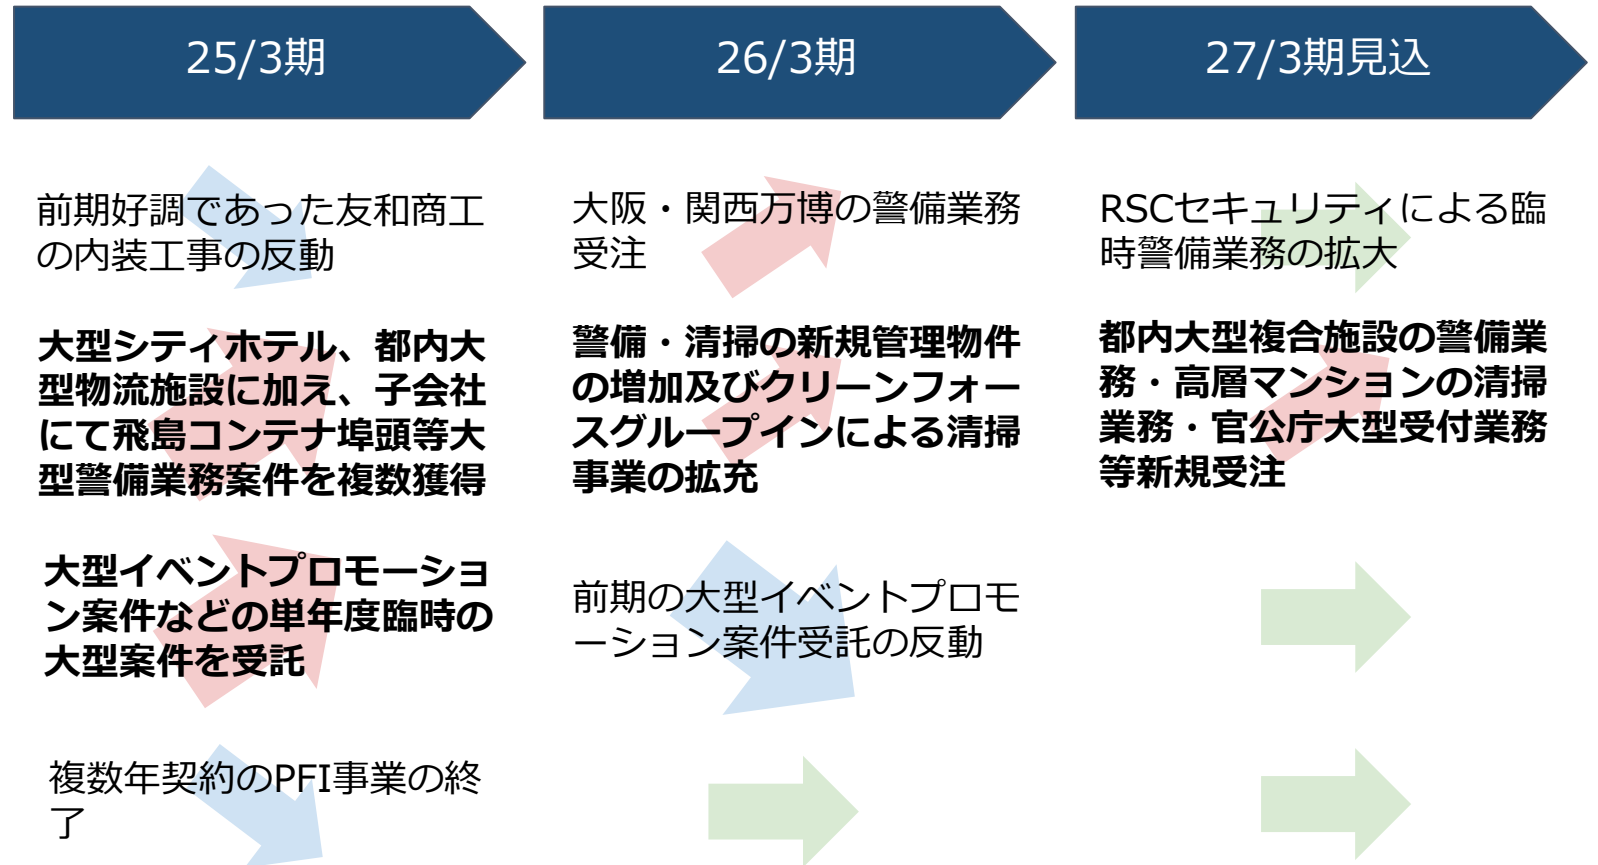 25/3期
26/3期
27/3期見込
前期好調であった友和商工
の内装工事の反動
大阪・関西万博の警備業務
受注
RSCセキュリティによる臨
時警備業務の拡大
大型シティホテル、都内大
型物流施設に加え、子会社
にて飛島コンテナ埠頭等大
型警備業務案件を複数獲得
警備・清掃の新規管理物件
の増加及びクリーンフォー
スグループインによる清掃
事業の拡充
都内大型複合施設の警備業
務・高層マンションの清掃
業務・官公庁大型受付業務
等新規受注
大型イベントプロモーショ
ン案件などの単年度臨時の
大型案件を受託
前期の大型イベントプロモ
ーション案件受託の反動
複数年契約のPFI事業の終
了